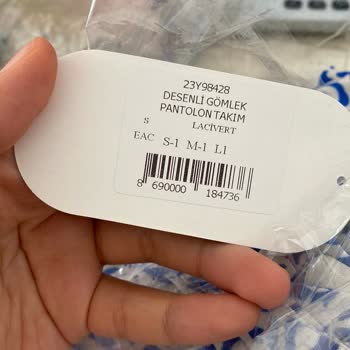 23Y98428
DESENLİ GÖMLEK
PANTOLON TAKIM
S LACİVERT
EAC S-1 M-1 L1
8 690000 184736